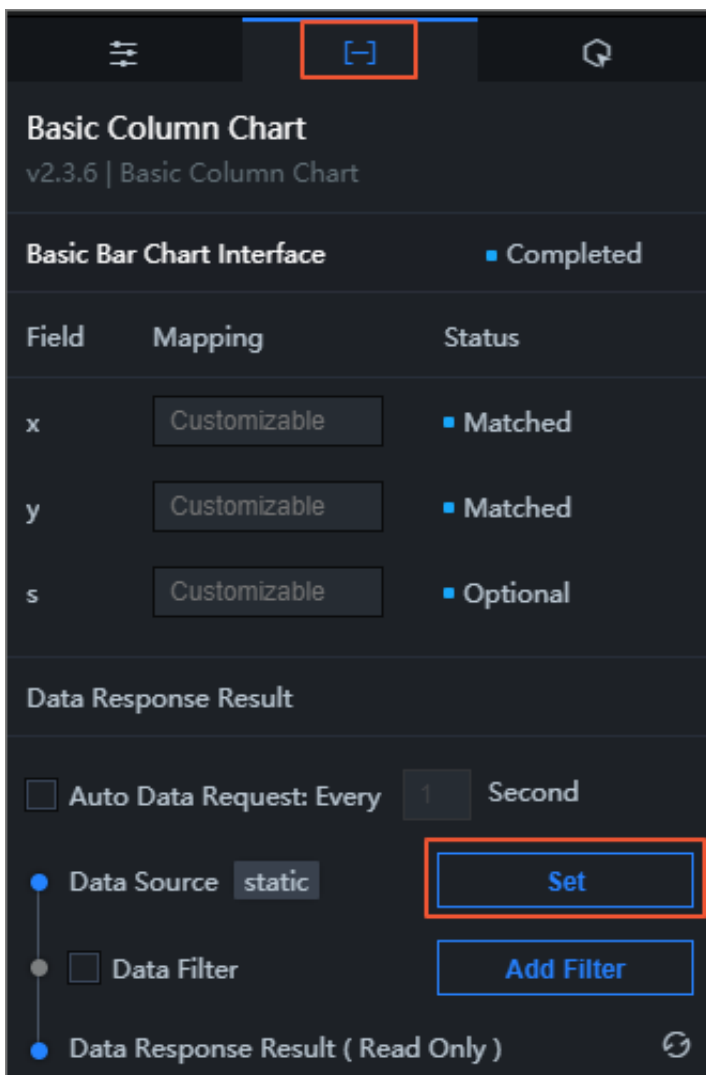 Basic Column Chart
v2.3.6 | Basic Column Chart
Basic Bar Chart Interface Completed
Field Mapping Status
x Customizable Matched
y Customizable Matched
s Customizable Optional
Data Response Result
Auto Data Request: Every 1 Second
Data Source static Set
Data Filter Add Filter
Data Response Result ( Read Only )